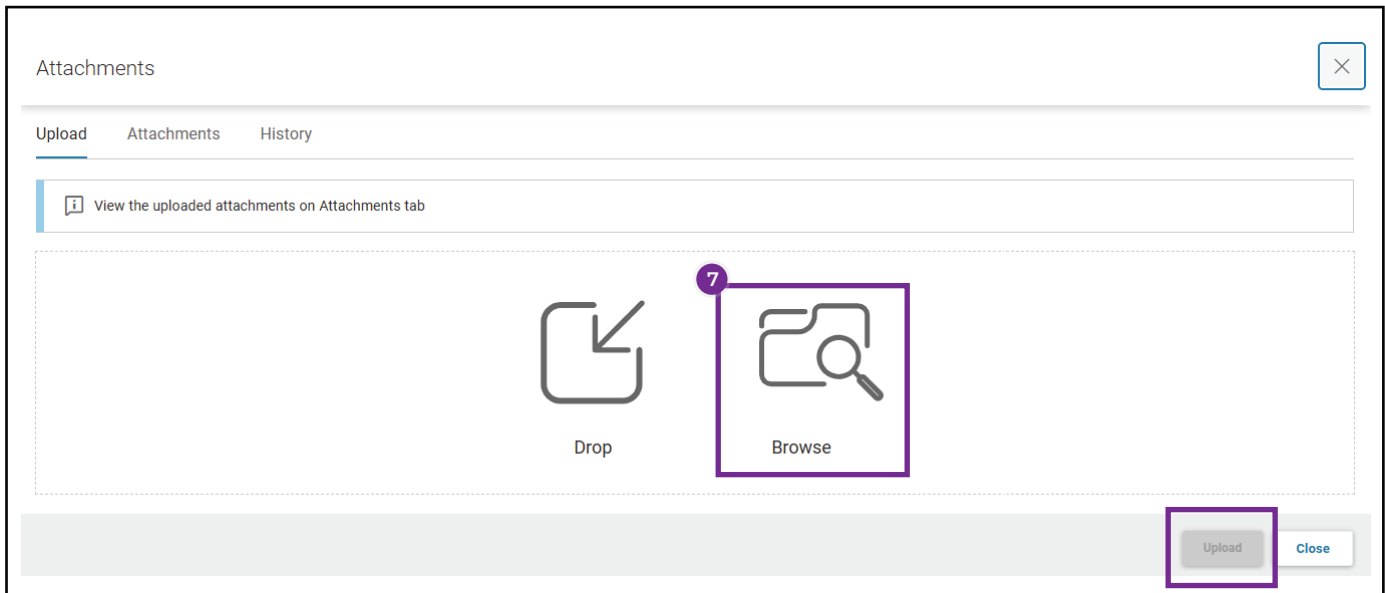 Attachments
Upload Attachments History
View the uploaded attachments on Attachments tab
7
Drop Browse
Upload Close